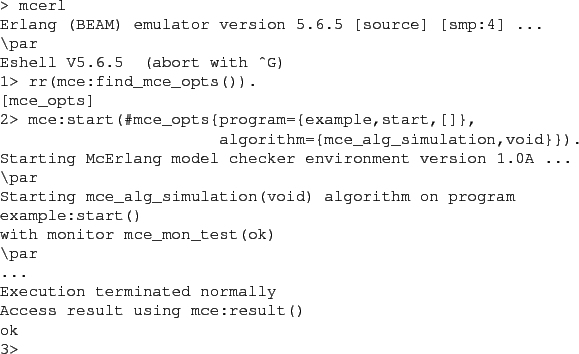 > mcerl
Erlang (BEAM) emulator version 5.6.5 [source] [smp:4] ...
\par
Eshell V5.6.5  (abort with ^G)
1> rr(mce:find_mce_opts()).
[mce_opts]
2> mce:start(#mce_opts{program={example,start,[]},
                       algorithm={mce_alg_simulation,void}}).
Starting McErlang model checker environment version 1.0A ...
\par
Starting mce_alg_simulation(void) algorithm on program
example:start()
with monitor mce_mon_test(ok)
\par
...
Execution terminated normally
Access result using mce:result()
ok
3>